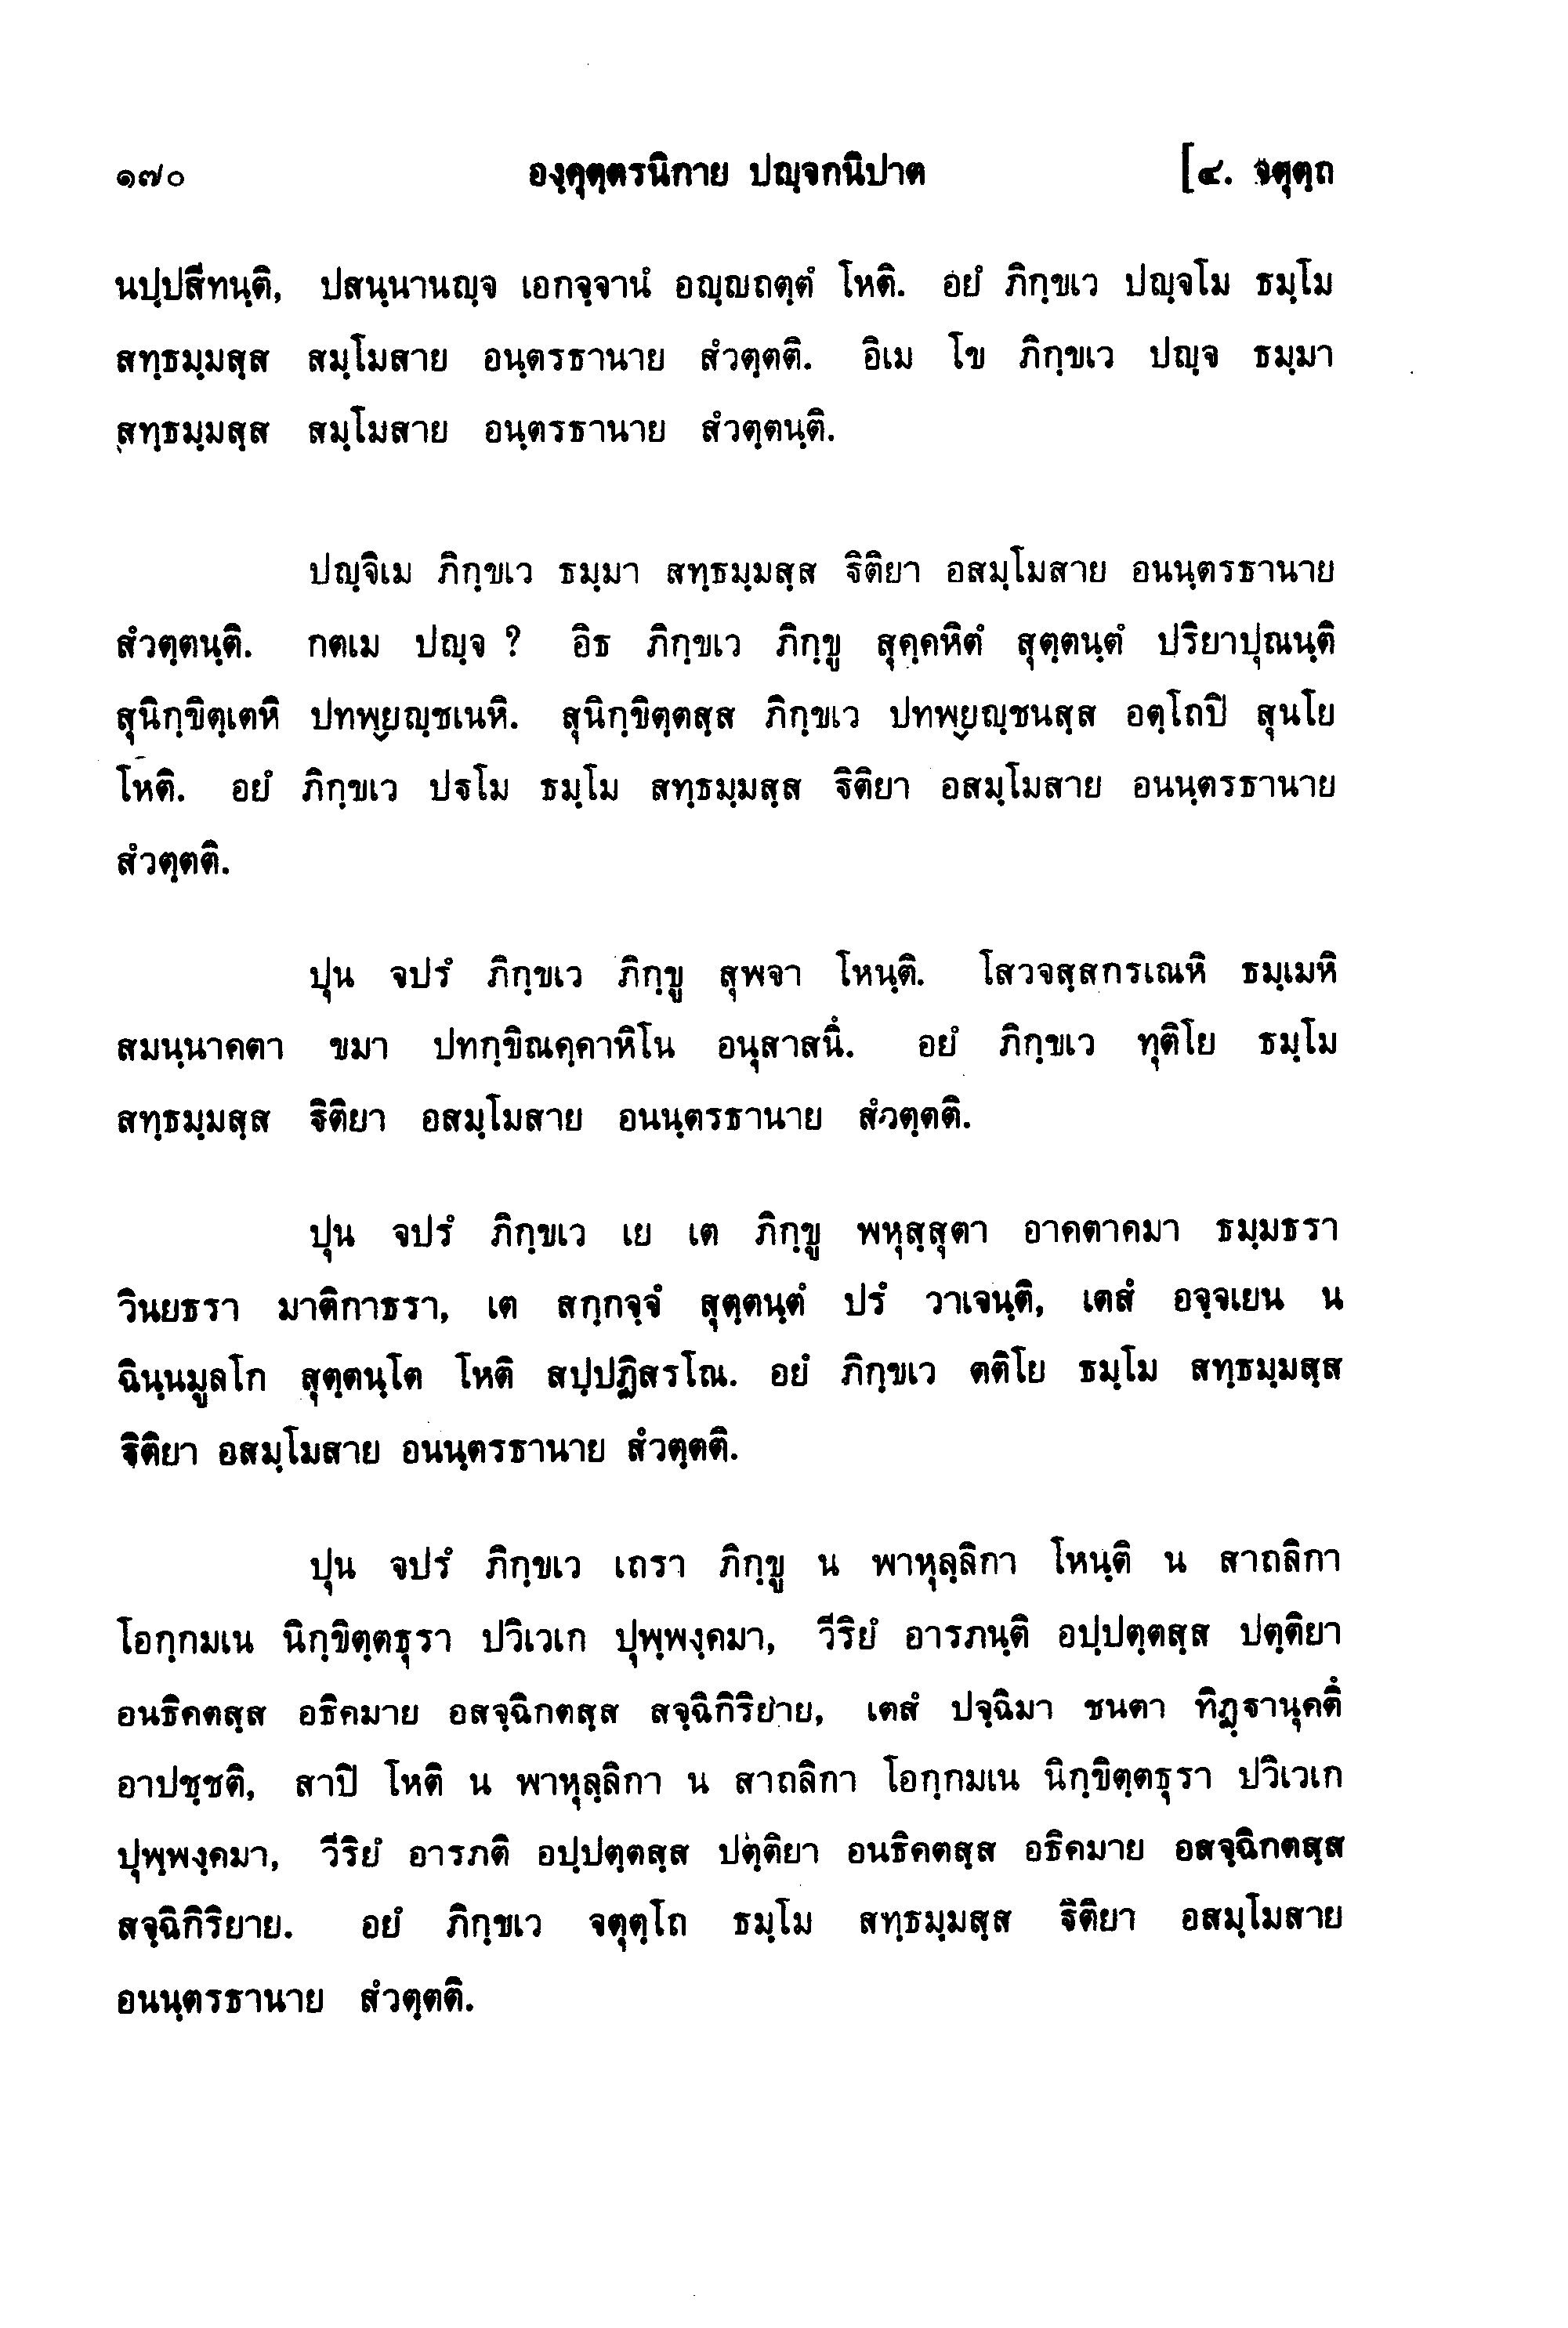 ๑๗๐ องฺคุตฺตรนิกาย ปญฺจกนิปาต [๔. จตุตฺถ
นปฺปสีทนฺติ, ปสนฺนานญฺจ เอกจฺจานํ อญฺญถตฺตํ โหติ. อยํ ภิกฺขเว ปญฺจโม ธมฺโม
สทฺธมฺมสฺส สมฺโมสาย อนฺตรธานาย สํวตฺตติ. อิเม โข ภิกฺขเว ปญฺจ ธมฺมา
สทฺธมฺมสฺส สมฺโมสาย อนฺตรธานาย สํวตฺตนฺติ.
ปญฺจิเม ภิกฺขเว ธมฺมา สทฺธมฺมสฺส ฐิติยา อสมฺโมสาย อนนฺตรธานาย
สํวตฺตนฺติ. กตเม ปญฺจ ? อิธ ภิกฺขเว ภิกฺขู สุคฺคหิตํ สุตฺตนฺตํ ปริยาปุณนฺติ
สุนิกฺขิตฺเตหิ ปทพฺยญฺชเนหิ. สุนิกฺขิตฺตสฺส ภิกฺขเว ปทพฺยญฺชนสฺส อตฺโถปิ สุนโย
โหติ. อยํ ภิกฺขเว ปฐโม ธมฺโม สทฺธมฺมสฺส ฐิติยา อสมฺโมสาย อนนฺตรธานาย
สํวตฺตติ.
ปุน จปรํ ภิกฺขเว ภิกฺขู สุพจา โหนฺติ. โสวจสฺสกรเณหิ ธมฺเมหิ
สมนฺนาคตา ขมา ปทกฺขิณคฺคาหิโน อนุสาสนึ. อยํ ภิกฺขเว ทุติโย ธมฺโม
สทฺธมฺมสฺส ฐิติยา อสมฺโมสาย อนนฺตรธานาย สํวตฺตติ.
ปุน จปรํ ภิกฺขเว เย เต ภิกฺขู พหุสฺสุตา อาคตาคมา ธมฺมธรา
วินยธรา มาติกาธรา, เต สกฺกจฺจํ สุตฺตนฺตํ ปรํ วาเจนฺติ, เตสํ อจฺจเยน น
ฉินฺนมูลโก สุตฺตนฺโต โหติ สปฺปฏิสรโณ. อยํ ภิกฺขเว ตติโย ธมฺโม สทฺธมฺมสฺส
ฐิติยา อสมฺโมสาย อนนฺตรธานาย สํวตฺตติ.
ปุน จปรํ ภิกฺขเว เถรา ภิกฺขู น พาหุลฺลิกา โหนฺติ น สาถลิกา
โอกฺกมเน นิกฺขิตฺตธุรา ปวิเวเก ปุพฺพงฺคมา, วีริยํ อารภนฺติ อปฺปตฺตสฺส ปตฺติยา
อนธิคตสฺส อธิคมาย อสจฺฉิกตสฺส สจฺฉิกิริยาย, เตสํ ปจฺฉิมา ชนตา ทิฏฺฐานุคตึ
อาปชฺชติ, สาปิ โหติ น พาหุลฺลิกา น สาถลิกา โอกฺกมเน นิกฺขิตฺตธุรา ปวิเวเก
ปุพฺพงฺคมา, วีริยํ อารภติ อปฺปตฺตสฺส ปตฺติยา อนธิคตสฺส อธิคมาย อสจฺฉิกตสฺส
สจฺฉิกิริยาย. อยํ ภิกฺขเว จตุตฺโถ ธมฺโม สทฺธมฺมสฺส ฐิติยา อสมฺโมสาย
อนนฺตรธานาย สํวตฺตติ.